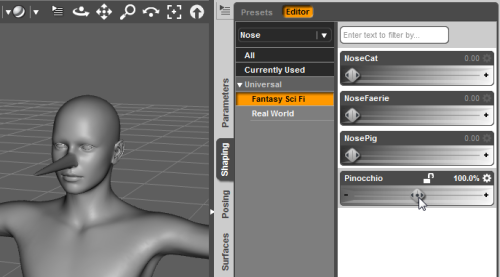 Presets Editor
Nose
All
Currently Used
Universal
Fantasy Sci Fi
Real World
Parameters
Shaping
Posing
Surfaces
Enter text to filter by...
NoseCat 0.00
NoseFaerie 0.00
NosePig 0.00
Pinocchio 100.0%